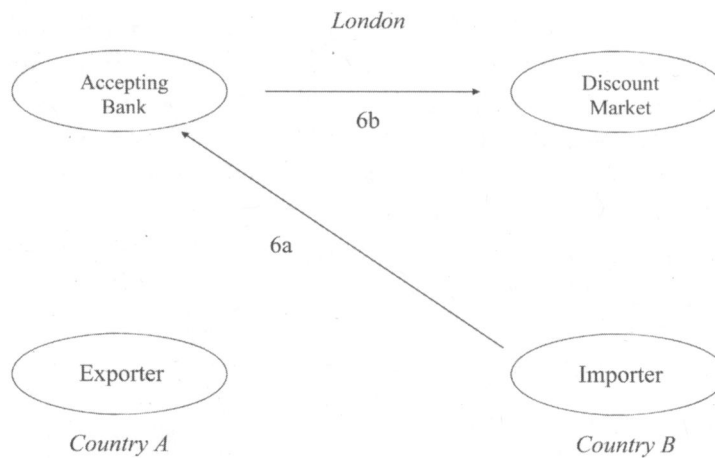 London
Accepting
Bank
Discount
Market
6b
6a
Exporter
Importer
Country A
Country B